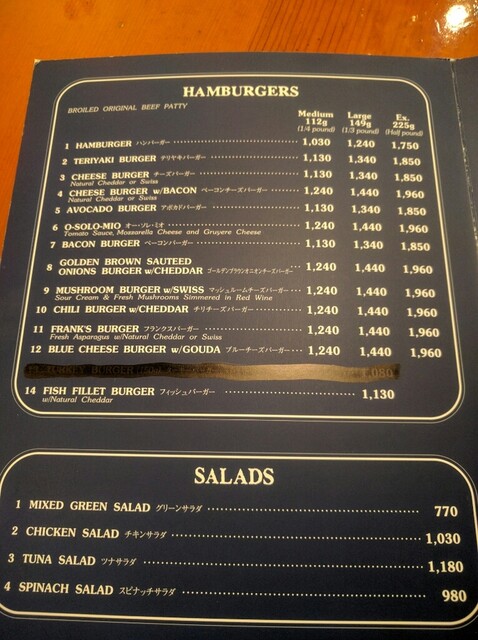 HAMBURGERS
BROILED ORIGINAL BEEF PATTY
Medium 112g (1/4 pound) Large 149g (1/3 pound) Ex. 225g (Half pound)
1 HAMBURGER ハンバーガー 1,030 1,240 1,750
2 TERIYAKI BURGER テリヤキバーガー 1,130 1,340 1,850
3 CHEESE BURGER チーズバーガー 1,130 1,340 1,850
Natural Cheddar or Swiss
4 CHEESE BURGER w/BACON ベーコンチーズバーガー 1,240 1,440 1,960
Natural Cheddar or Swiss
5 AVOCADO BURGER アボカドバーガー 1,130 1,340 1,850
6 O-SOLO-MIO オー・ソレ・ミオ 1,240 1,440 1,960
Tomato Sauce, Mozzarella Cheese and Gruyere Cheese
7 BACON BURGER ベーコンバーガー 1,130 1,340 1,850
8 GOLDEN BROWN SAUTEED
ONIONS BURGER w/CHEDDAR ゴールデンブラウンオニオンチーズバーガー 1,240 1,440 1,960
9 MUSHROOM BURGER w/SWISS マッシュルームチーズバーガー 1,240 1,440 1,960
Sour Cream & Fresh Mushrooms Simmered in Red Wine
10 CHILI BURGER w/CHEDDAR チリチーズバーガー 1,240 1,440 1,960
11 FRANK'S BURGER フランクスバーガー 1,240 1,440 1,960
Fresh Asparagus w/Natural Cheddar or Swiss
12 BLUE CHEESE BURGER w/GOUDA ブルーチーズバーガー 1,240 1,440 1,960
14 FISH FILLET BURGER フィッシュバーガー 1,130
w/Natural Cheddar
SALADS
1 MIXED GREEN SALAD グリーンサラダ 770
2 CHICKEN SALAD チキンサラダ 1,030
3 TUNA SALAD ツナサラダ 1,180
4 SPINACH SALAD スピナッチサラダ 980